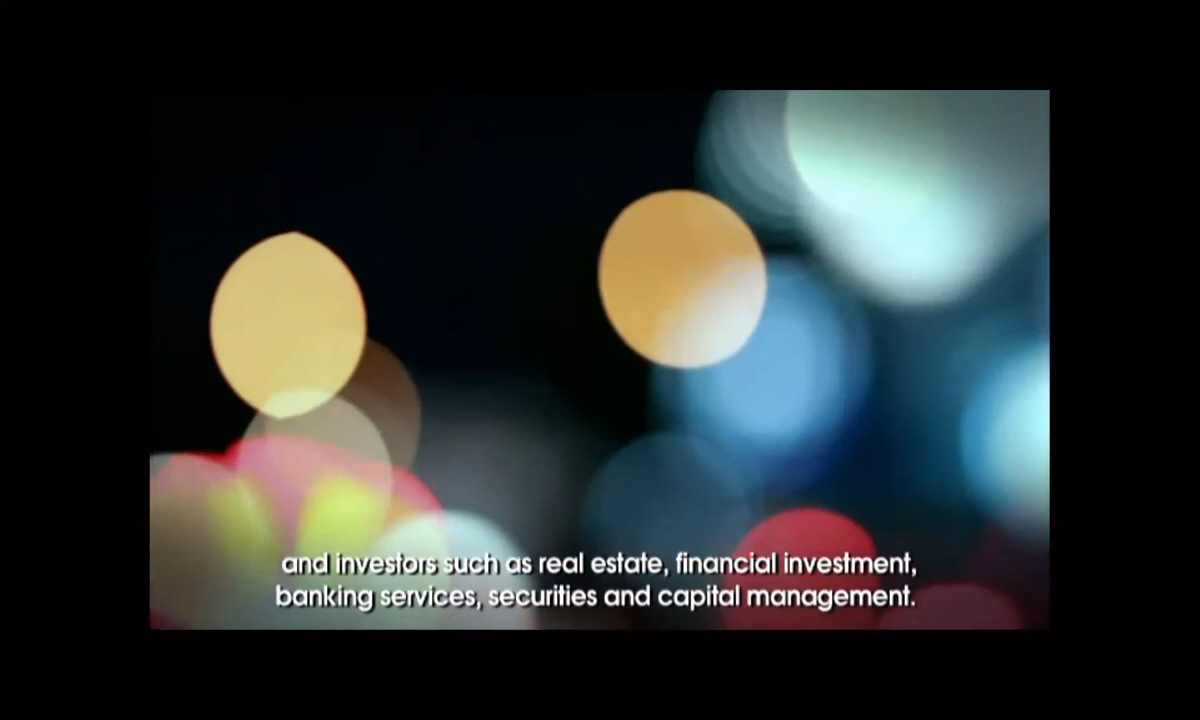 and investors such as real estate, financial investment,
banking services, securities and capital management.